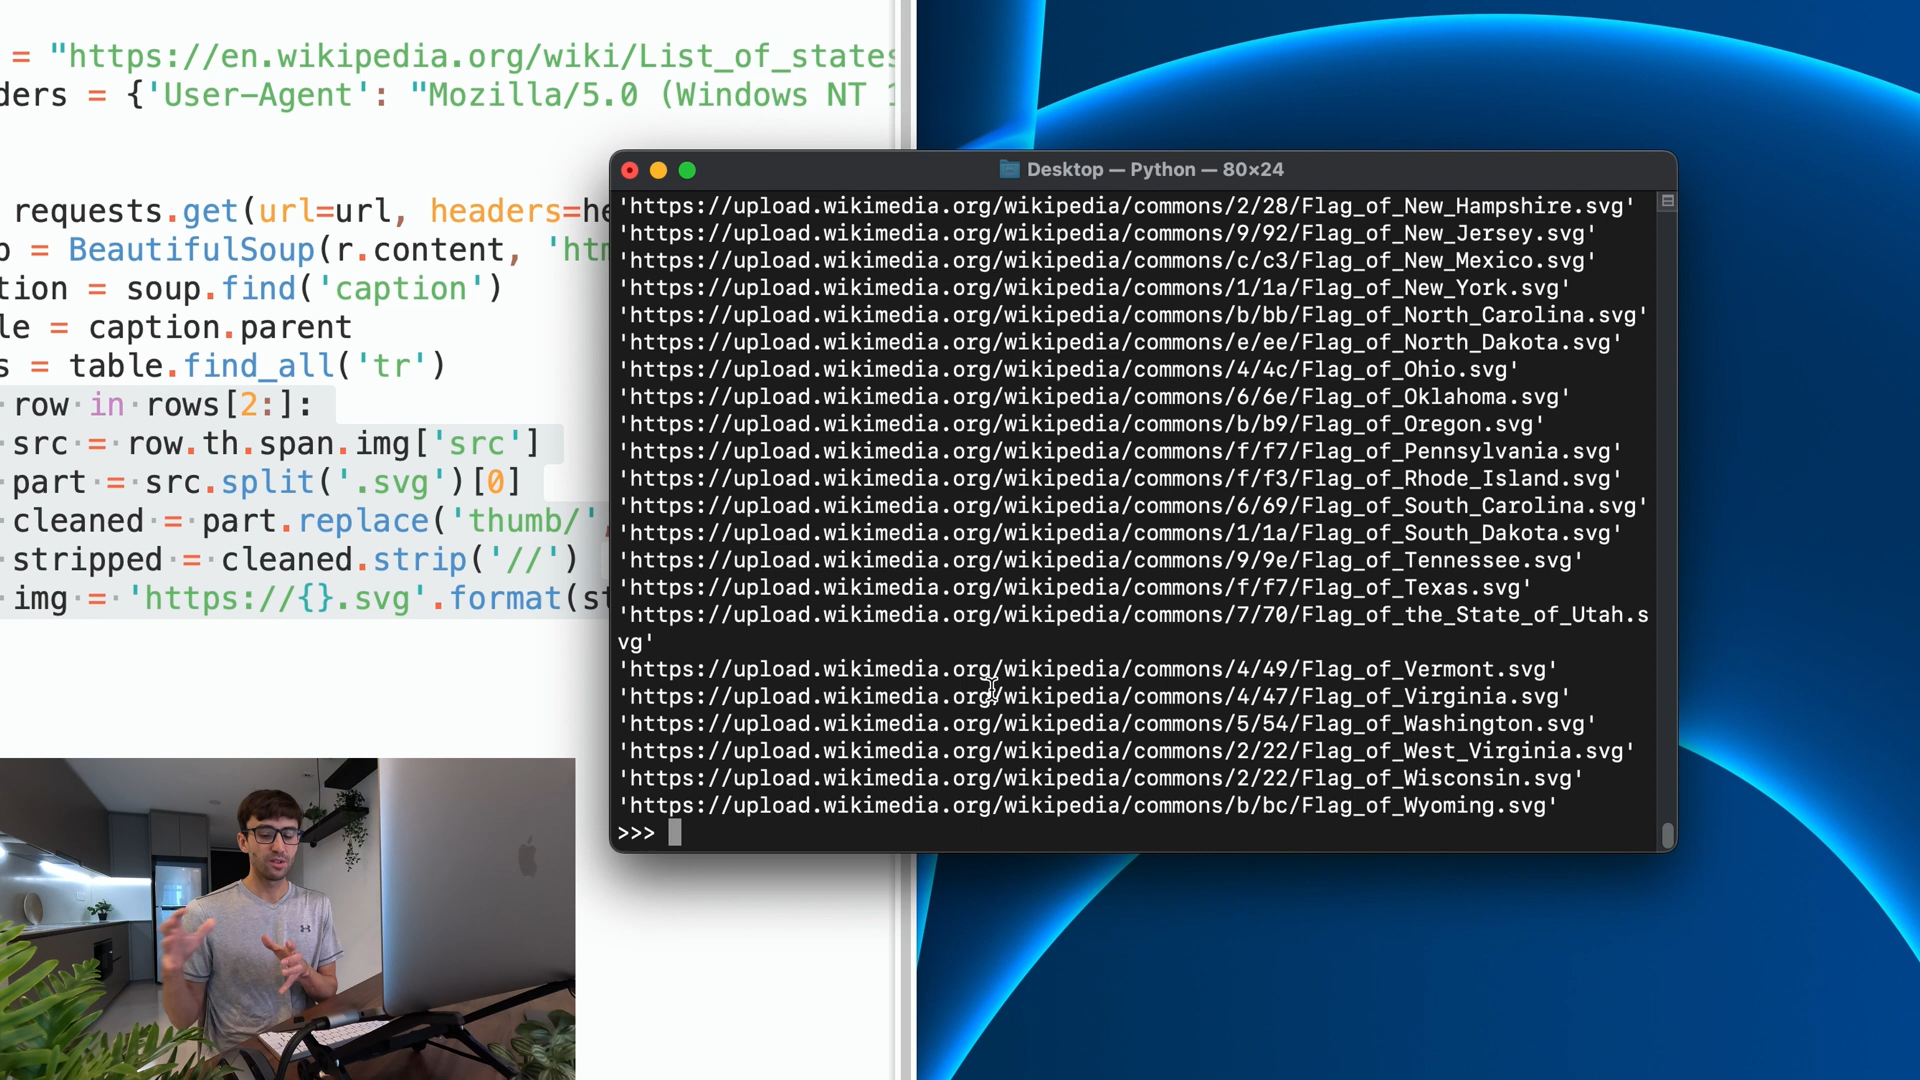 = "https://en.wikipedia.org/wiki/List_of_states
ders = {'User-Agent': "Mozilla/5.0 (Windows NT 1
requests.get(url=url, headers=he
= BeautifulSoup(r.content, 'htm
tion = soup.find('caption')
le = caption.parent
s = table.find_all('tr')
row in rows[2:]:
src = row.th.span.img['src']
part = src.split('.svg')[0]
cleaned = part.replace('thumb/',
stripped = cleaned.strip('//')
img = 'https://{}.svg'.format(st
Desktop — Python — 80×24
'https://upload.wikimedia.org/wikipedia/commons/2/28/Flag_of_New_Hampshire.svg'
'https://upload.wikimedia.org/wikipedia/commons/9/92/Flag_of_New_Jersey.svg'
'https://upload.wikimedia.org/wikipedia/commons/c/c3/Flag_of_New_Mexico.svg'
'https://upload.wikimedia.org/wikipedia/commons/1/1a/Flag_of_New_York.svg'
'https://upload.wikimedia.org/wikipedia/commons/b/bb/Flag_of_North_Carolina.svg'
'https://upload.wikimedia.org/wikipedia/commons/e/ee/Flag_of_North_Dakota.svg'
'https://upload.wikimedia.org/wikipedia/commons/4/4c/Flag_of_Ohio.svg'
'https://upload.wikimedia.org/wikipedia/commons/6/6e/Flag_of_Oklahoma.svg'
'https://upload.wikimedia.org/wikipedia/commons/b/b9/Flag_of_Oregon.svg'
'https://upload.wikimedia.org/wikipedia/commons/f/f7/Flag_of_Pennsylvania.svg'
'https://upload.wikimedia.org/wikipedia/commons/f/f3/Flag_of_Rhode_Island.svg'
'https://upload.wikimedia.org/wikipedia/commons/6/69/Flag_of_South_Carolina.svg'
'https://upload.wikimedia.org/wikipedia/commons/1/1a/Flag_of_South_Dakota.svg'
'https://upload.wikimedia.org/wikipedia/commons/9/9e/Flag_of_Tennessee.svg'
'https://upload.wikimedia.org/wikipedia/commons/f/f7/Flag_of_Texas.svg'
'https://upload.wikimedia.org/wikipedia/commons/7/70/Flag_of_the_State_of_Utah.s
vg'
'https://upload.wikimedia.org/wikipedia/commons/4/49/Flag_of_Vermont.svg'
'https://upload.wikimedia.org/wikipedia/commons/4/47/Flag_of_Virginia.svg'
'https://upload.wikimedia.org/wikipedia/commons/5/54/Flag_of_Washington.svg'
'https://upload.wikimedia.org/wikipedia/commons/2/22/Flag_of_West_Virginia.svg'
'https://upload.wikimedia.org/wikipedia/commons/2/22/Flag_of_Wisconsin.svg'
'https://upload.wikimedia.org/wikipedia/commons/b/bc/Flag_of_Wyoming.svg'
>>>